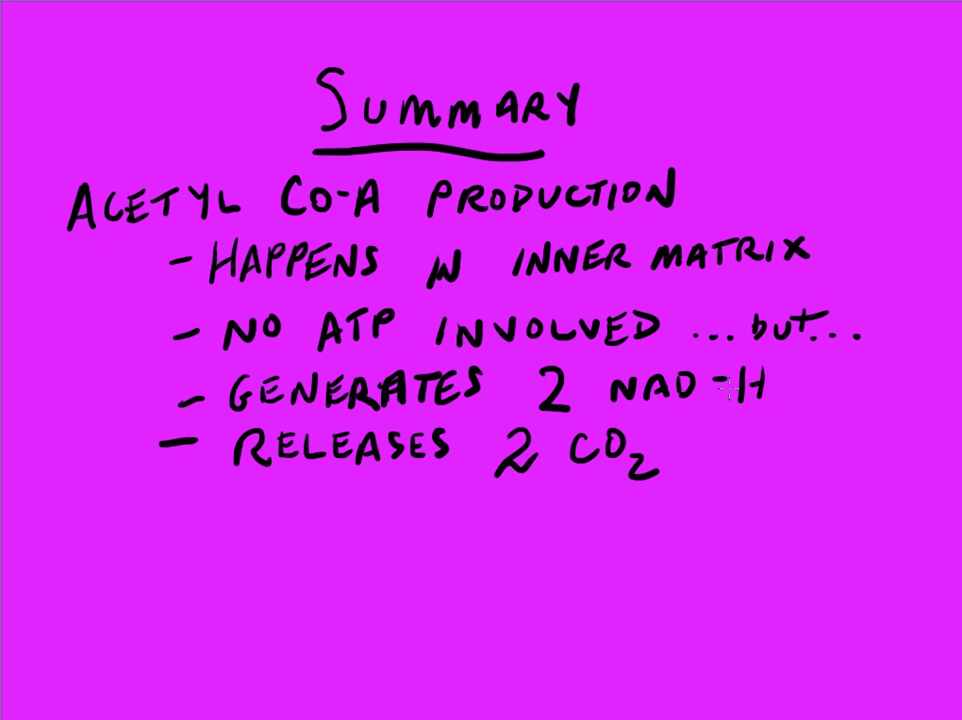 SUMMARY
ACETYL CO-A PRODUCTION
- HAPPENS IN INNER MATRIX
- NO ATP INVOLVED ... but...
- GENERATES 2 NAD-H
- RELEASES 2 CO₂